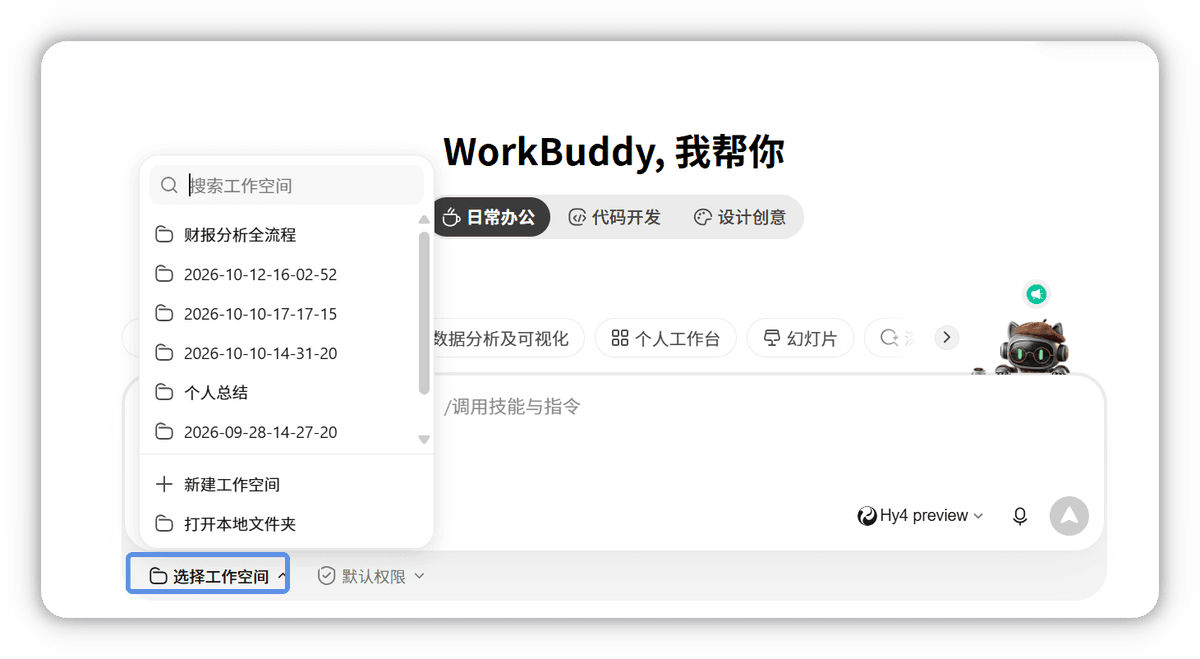 WorkBuddy, 我帮你
日常办公
代码开发
设计创意
搜索工作空间
财报分析全流程
2026-10-12-16-02-52
2026-10-10-17-17-15
2026-10-10-14-31-20
个人总结
2026-09-28-14-27-20
新建工作空间
打开本地文件夹
数据分析及可视化
个人工作台
幻灯片
/调用技能与指令
Hy4 preview
选择工作空间
默认权限